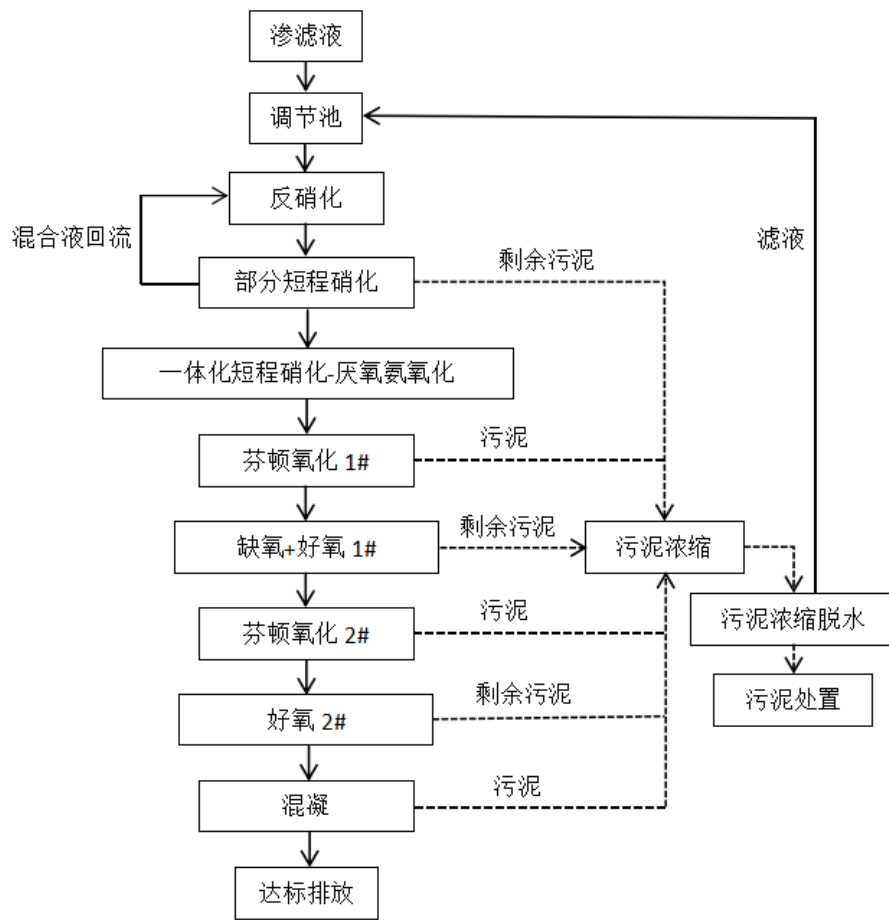 渗滤液
调节池
反硝化
混合液回流
滤液
剩余污泥
部分短程硝化
一体化短程硝化-厌氧氨氧化
污泥
芬顿氧化 1#
剩余污泥
缺氧+好氧 1#
污泥浓缩
污泥
芬顿氧化 2#
污泥浓缩脱水
剩余污泥
污泥处置
好氧 2#
污泥
混凝
达标排放